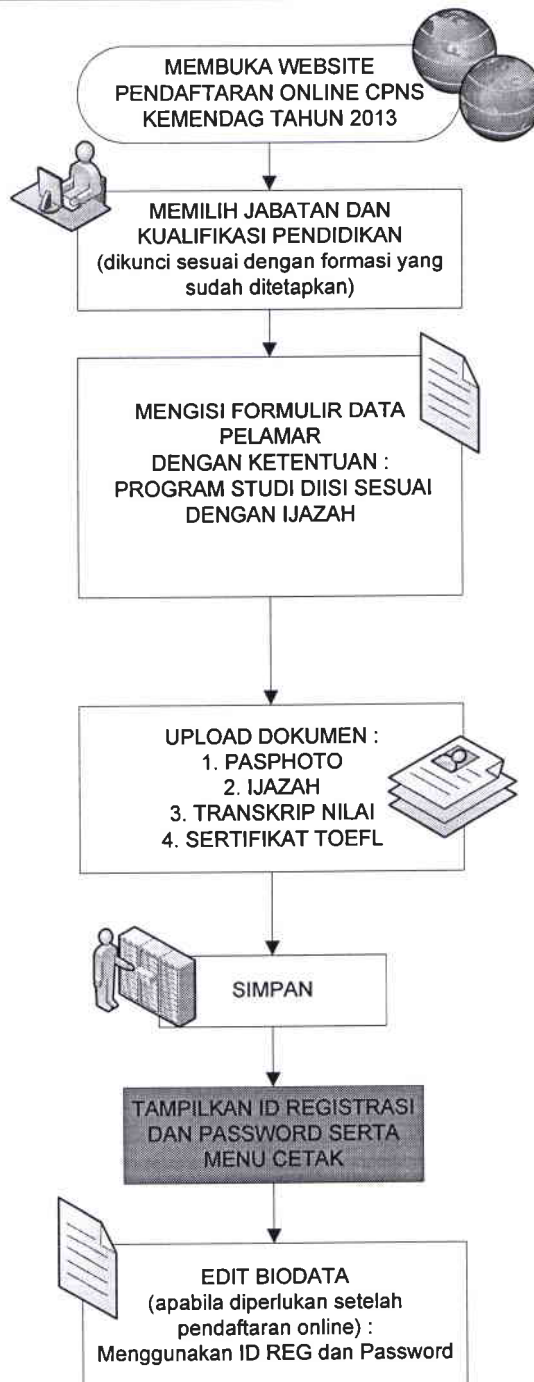 MEMBUKA WEBSITE
PENDAFTARAN ONLINE CPNS
KEMENDAG TAHUN 2013
MEMILIH JABATAN DAN
KUALIFIKASI PENDIDIKAN
(dikunci sesuai dengan formasi yang
sudah ditetapkan)
MENGISI FORMULIR DATA
PELAMAR
DENGAN KETENTUAN :
PROGRAM STUDI DIISI SESUAI
DENGAN IJAZAH
UPLOAD DOKUMEN :
1. PASPHOTO
2. IJAZAH
3. TRANSKRIP NILAI
4. SERTIFIKAT TOEFL
SIMPAN
TAMPILKAN ID REGISTRASI
DAN PASSWORD SERTA
MENU CETAK
EDIT BIODATA
(apabila diperlukan setelah
pendaftaran online) :
Menggunakan ID REG dan Password